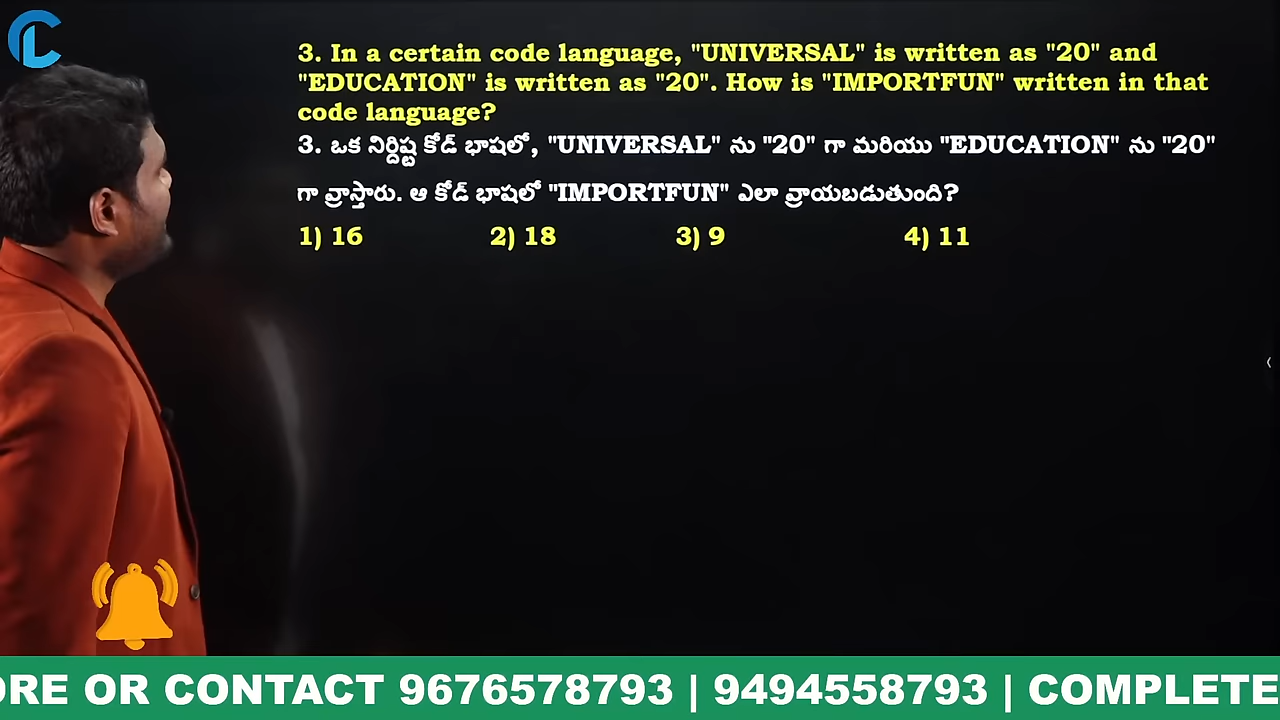 3. In a certain code language, "UNIVERSAL" is written as "20" and
"EDUCATION" is written as "20". How is "IMPORTFUN" written in that
code language?
3. ఒక నిర్దిష్ట కోడ్ భాషలో, "UNIVERSAL" ను "20" గా మరియు "EDUCATION" ను "20"
గా వ్రాస్తారు. ఆ కోడ్ భాషలో "IMPORTFUN" ఎలా వ్రాయబడుతుంది?
1) 16 2) 18 3) 9 4) 11
ORE OR CONTACT 9676578793 | 9494558793 | COMPLETE